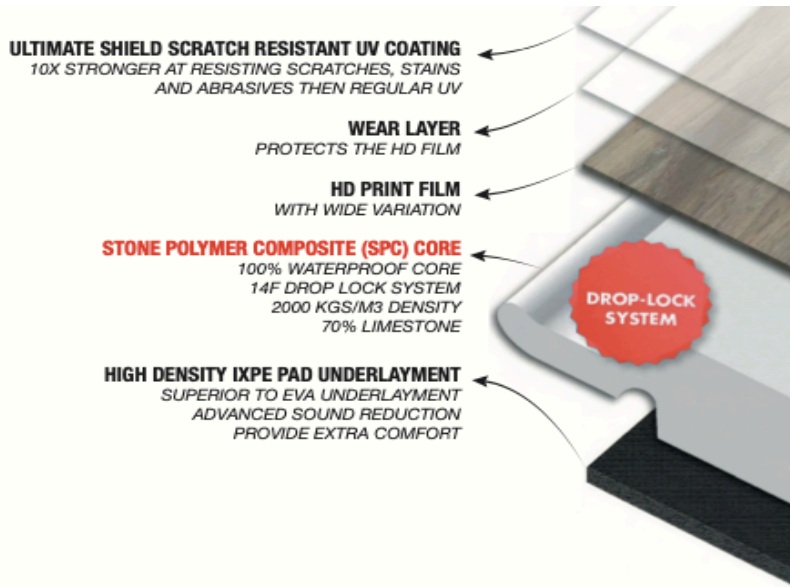 ULTIMATE SHIELD SCRATCH RESISTANT UV COATING
10X STRONGER AT RESISTING SCRATCHES, STAINS
AND ABRASIVES THEN REGULAR UV
WEAR LAYER
PROTECTS THE HD FILM
HD PRINT FILM
WITH WIDE VARIATION
STONE POLYMER COMPOSITE (SPC) CORE
100% WATERPROOF CORE
14F DROP LOCK SYSTEM
2000 KGS/M3 DENSITY
70% LIMESTONE
DROP-LOCK
SYSTEM
HIGH DENSITY IXPE PAD UNDERLAYMENT
SUPERIOR TO EVA UNDERLAYMENT
ADVANCED SOUND REDUCTION
PROVIDE EXTRA COMFORT